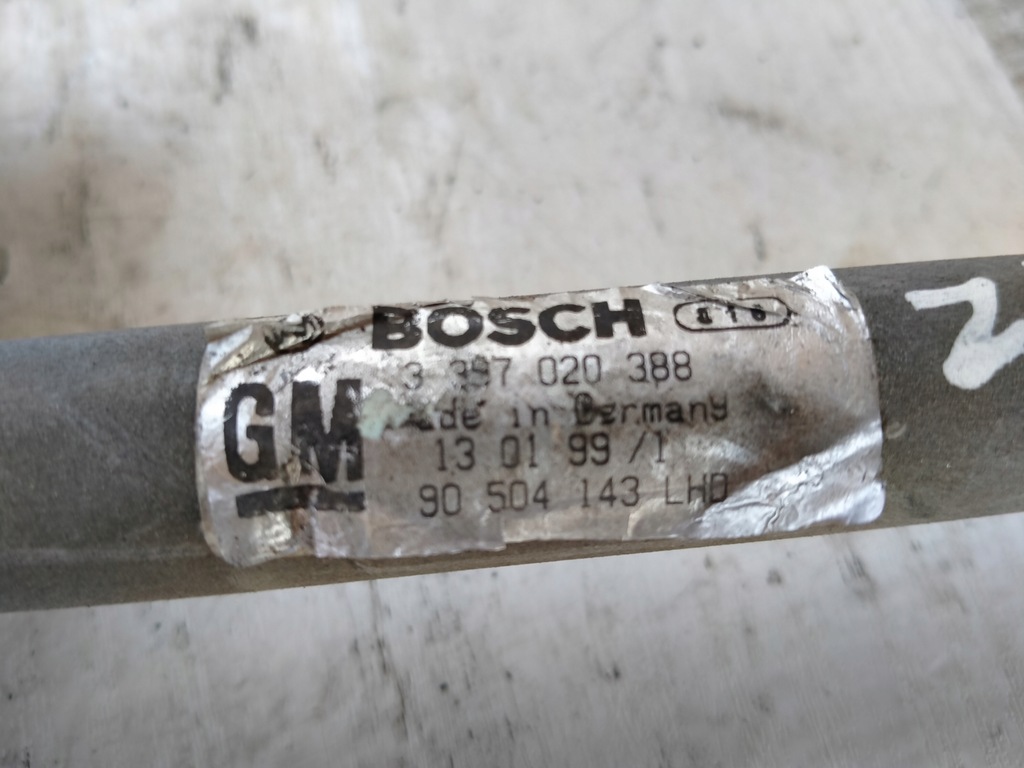 BOSCH
3 397 020 388
GM
Made in Germany
13 01 99 /1
90 504 143 LHD